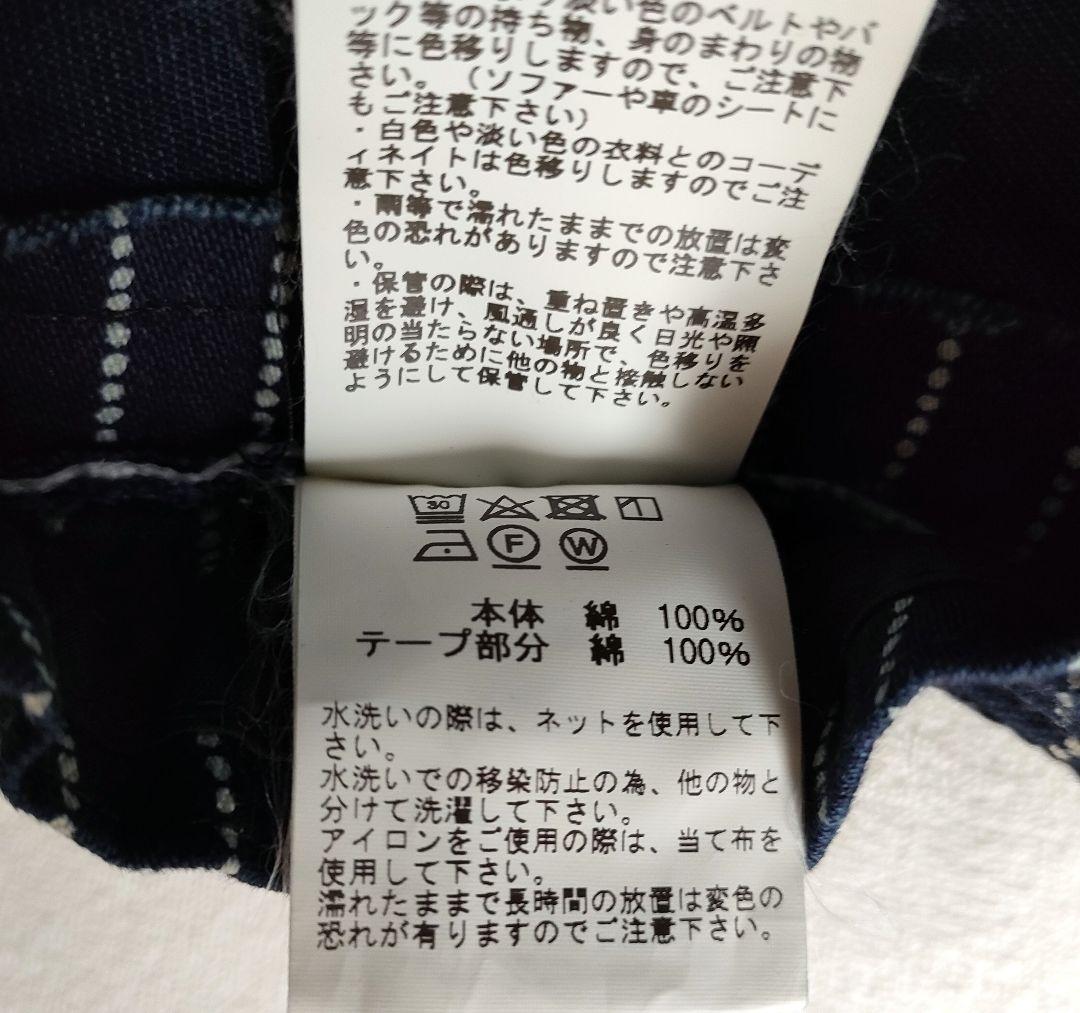 淡い色のベルトやバ
ック等の持ち物、身のまわりの物
等に色移りしますので、ご注意下
さい。（ソファーや車のシートに
もご注意下さい）
・白色や淡い色の衣料とのコーデ
ィネイトは色移りしますのでご注
意下さい。
・雨等で濡れたままでの放置は変
色の恐れがありますので注意下さ
い。
・保管の際は、重ね置きや高温多
湿を避け、風通しが良く日光や照
明の当たらない場所で、色移りを
避けるために他の物と接触しない
ようにして保管して下さい。
30
F W
本体 綿 100%
テープ部分 綿 100%
水洗いの際は、ネットを使用して下
さい。
水洗いでの移染防止の為、他の物と
分けて洗濯して下さい。
アイロンをご使用の際は、当て布を
使用して下さい。
濡れたままで長時間の放置は変色の
恐れが有りますのでご注意下さい。